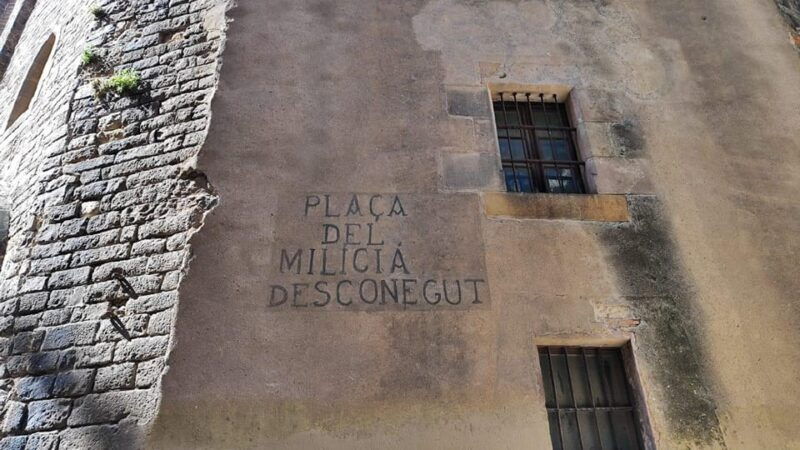 PLAÇA
DEL
MILICIÀ
DESCONEGUT